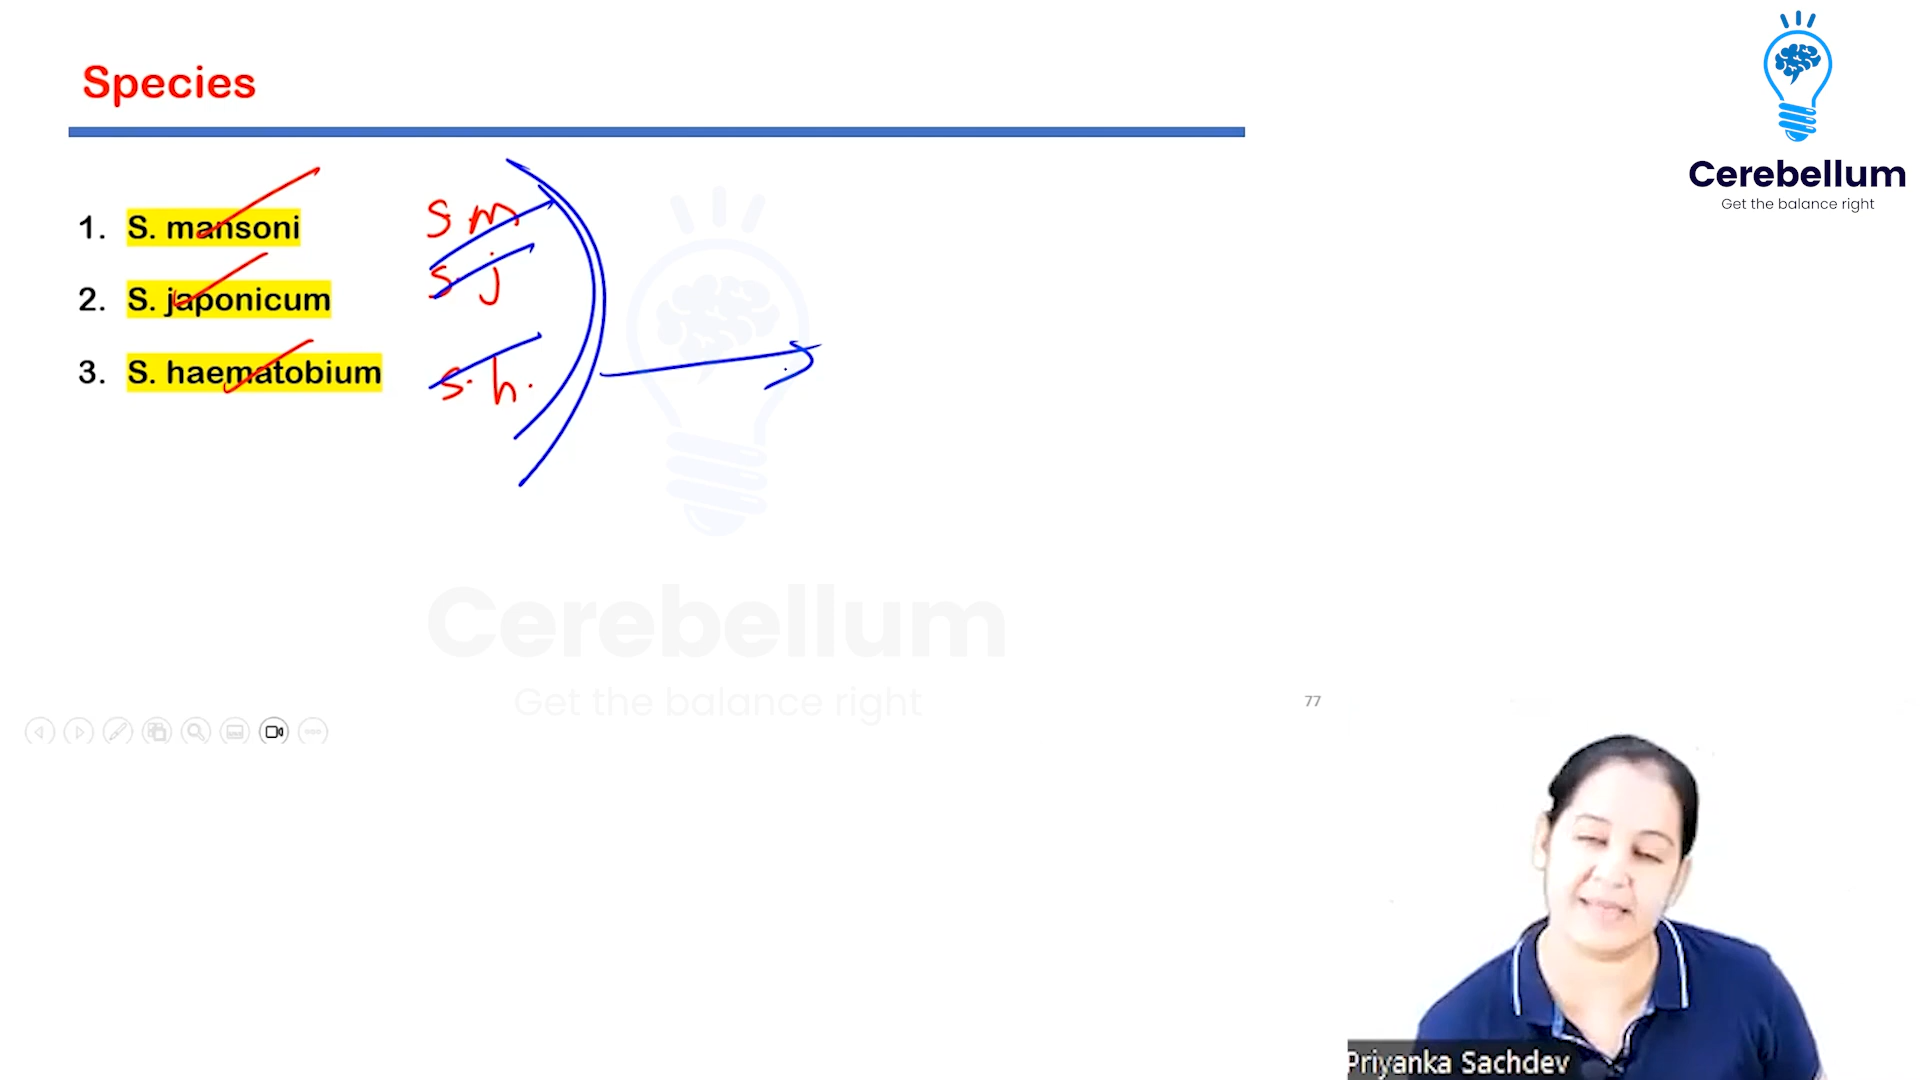 Species
Cerebellum
Get the balance right
1. S. mansoni
S. m
2. S. japonicum
S. j
3. S. haematobium
S. h.
Cerebellum
Get the balance right
77
Priyanka Sachdev